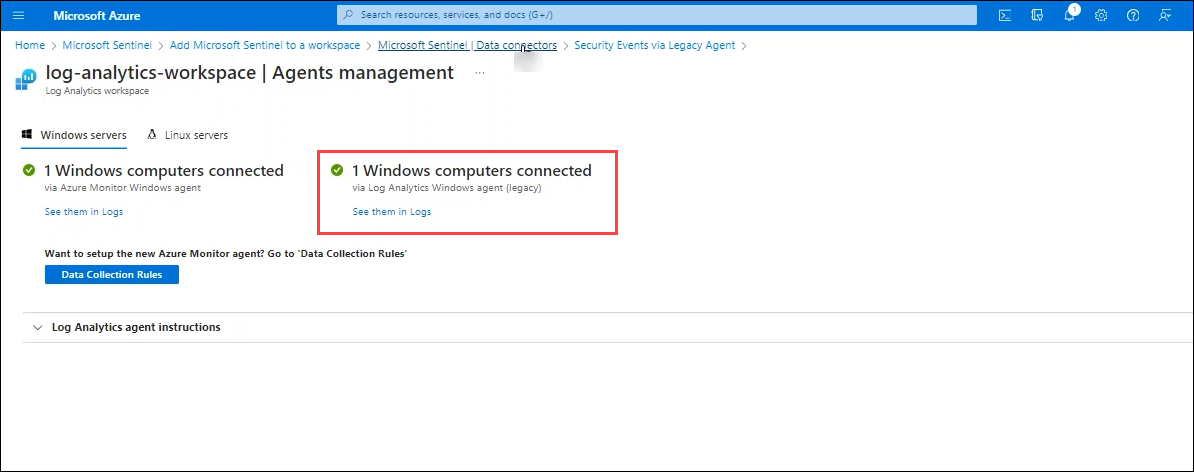 Microsoft Azure
Search resources, services, and docs (G+/)
1
Home > Microsoft Sentinel > Add Microsoft Sentinel to a workspace > Microsoft Sentinel | Data connectors > Security Events via Legacy Agent >
log-analytics-workspace | Agents management ...
Log Analytics workspace
Windows servers Linux servers
1 Windows computers connected 1 Windows computers connected
via Azure Monitor Windows agent via Log Analytics Windows agent (legacy)
See them in Logs See them in Logs
Want to setup the new Azure Monitor agent? Go to 'Data Collection Rules'
Data Collection Rules
Log Analytics agent instructions